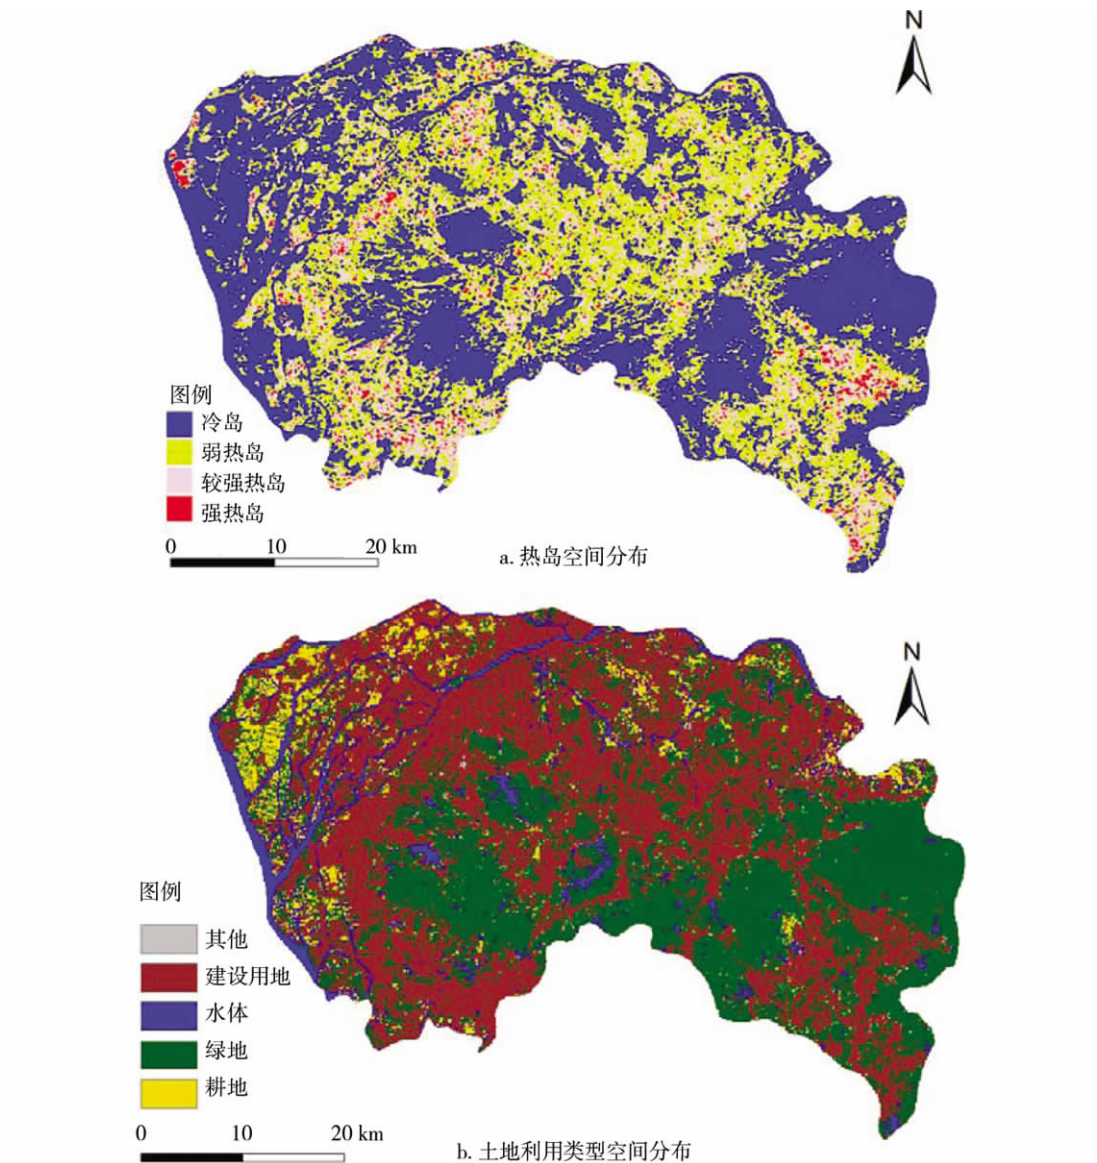 N
图例
冷岛
弱热岛
较强热岛
强热岛
0 10 20 km
a. 热岛空间分布
N
图例
其他
建设用地
水体
绿地
耕地
0 10 20 km
b. 土地利用类型空间分布